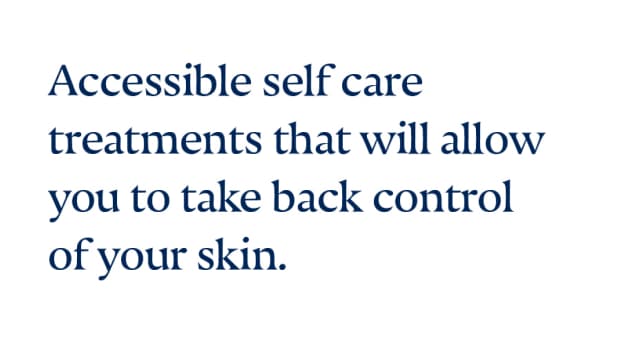 Accessible self care
treatments that will allow
you to take back control
of your skin.